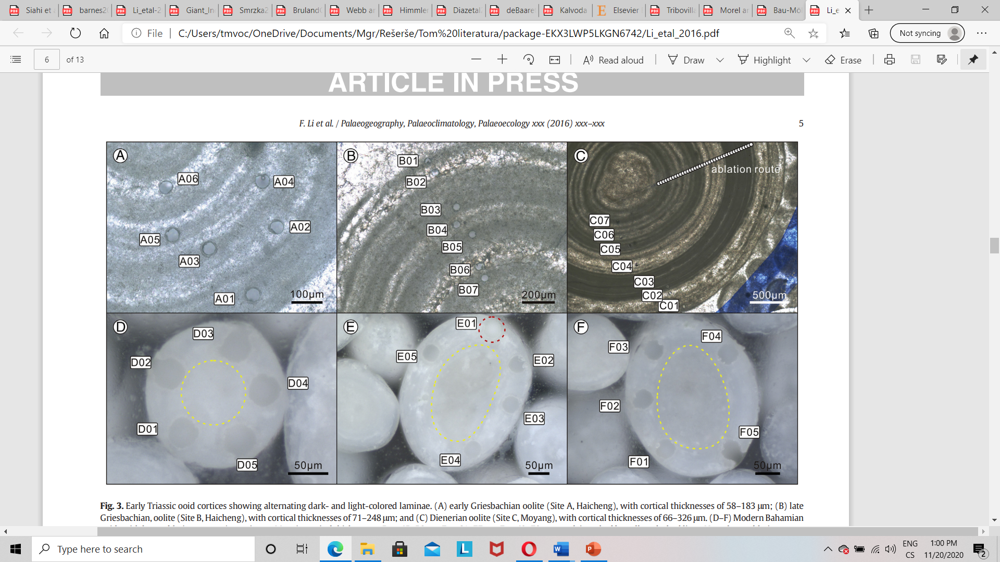 Siahi et a
barnes20
Li_etal-2
Giant_In
Smrzka2
Bruland
Webb ar
Himmler
Diazetal
deBaare
Kalvoda
Elsevier
Tribovilla
Morel ar
Bau-Mö
Li_e
File
C:/Users/tmvoc/OneDrive/Documents/Mgr/Rešerše/Tom%20literatura/package-EKX3LWP5LKGN6742/Li_etal_2016.pdf
Not syncing
6 of 13
Read aloud
Draw
Highlight
Erase
ARTICLE IN PRESS
F. Li et al. / Palaeogeography, Palaeoclimatology, Palaeoecology xxx (2016) xxx–xxx
5
A
A06
A04
A02
A05
A03
A01
100μm
B
B01
B02
B03
B04
B05
B06
B07
200μm
C
ablation route
C07
C06
C05
C04
C03
C02
C01
500μm
D
D03
D02
D04
D01
D05
50μm
E
E01
E05
E02
E03
E04
50μm
F
F04
F03
F02
F05
F01
50μm
Fig. 3. Early Triassic ooid cortices showing alternating dark- and light-colored laminae. (A) early Griesbachian oolite (Site A, Haicheng), with cortical thicknesses of 58–183 μm; (B) late
Griesbachian, oolite (Site B, Haicheng), with cortical thicknesses of 71–248 μm; and (C) Dienerian oolite (Site C, Moyang), with cortical thicknesses of 66–326 μm. (D–F) Modern Bahamian
Type here to search
ENG
CS
1:00 PM
11/20/2020
2